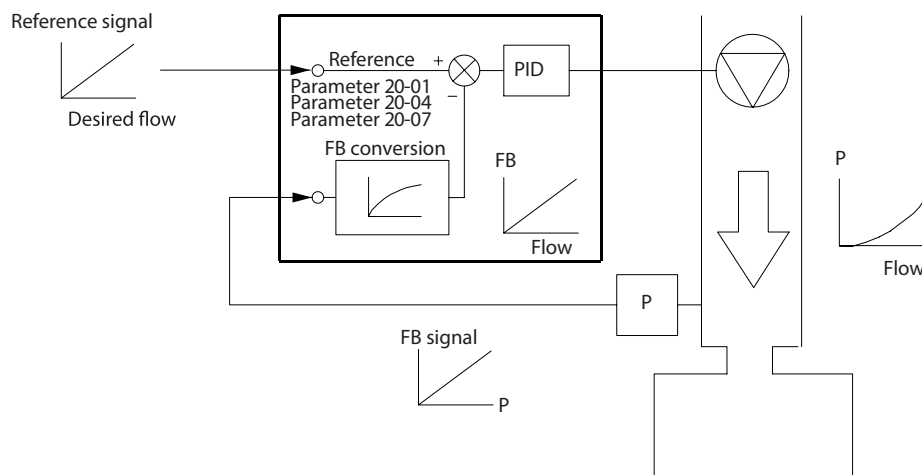 Reference signal
Desired flow
Reference
+
−
PID
Parameter 20-01
Parameter 20-04
Parameter 20-07
FB conversion
FB
Flow
P
Flow
P
FB signal
P